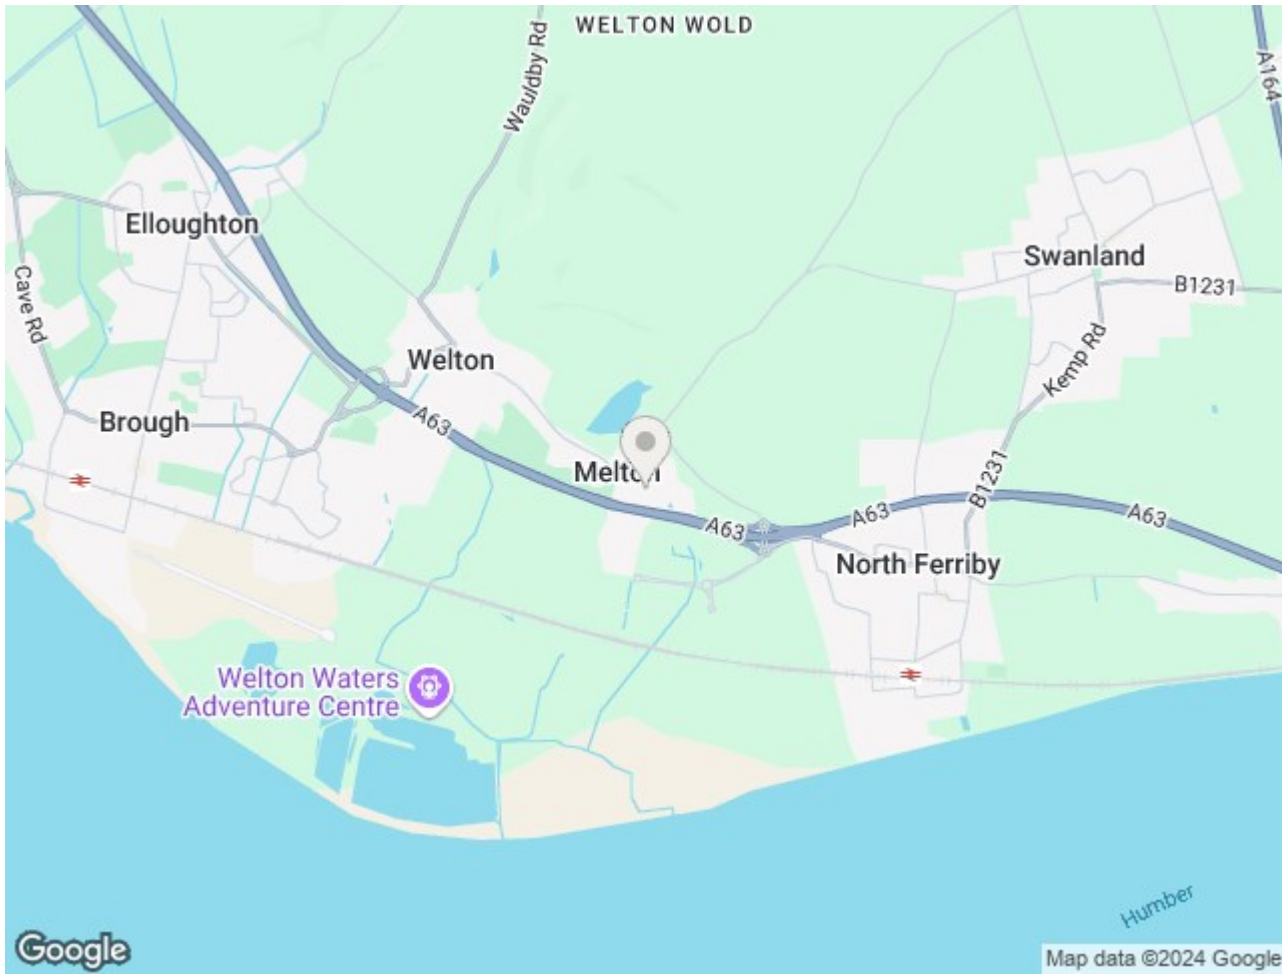 WELTON WOLD
Wauldby Rd
A164
Elloughton
Swanland
B1231
Cave Rd
Welton
Kemp Rd
Brough
A63
Melton
B1231
A63
A63
A63
North Ferriby
Welton Waters
Adventure Centre
Humber
Google
Map data ©2024 Google